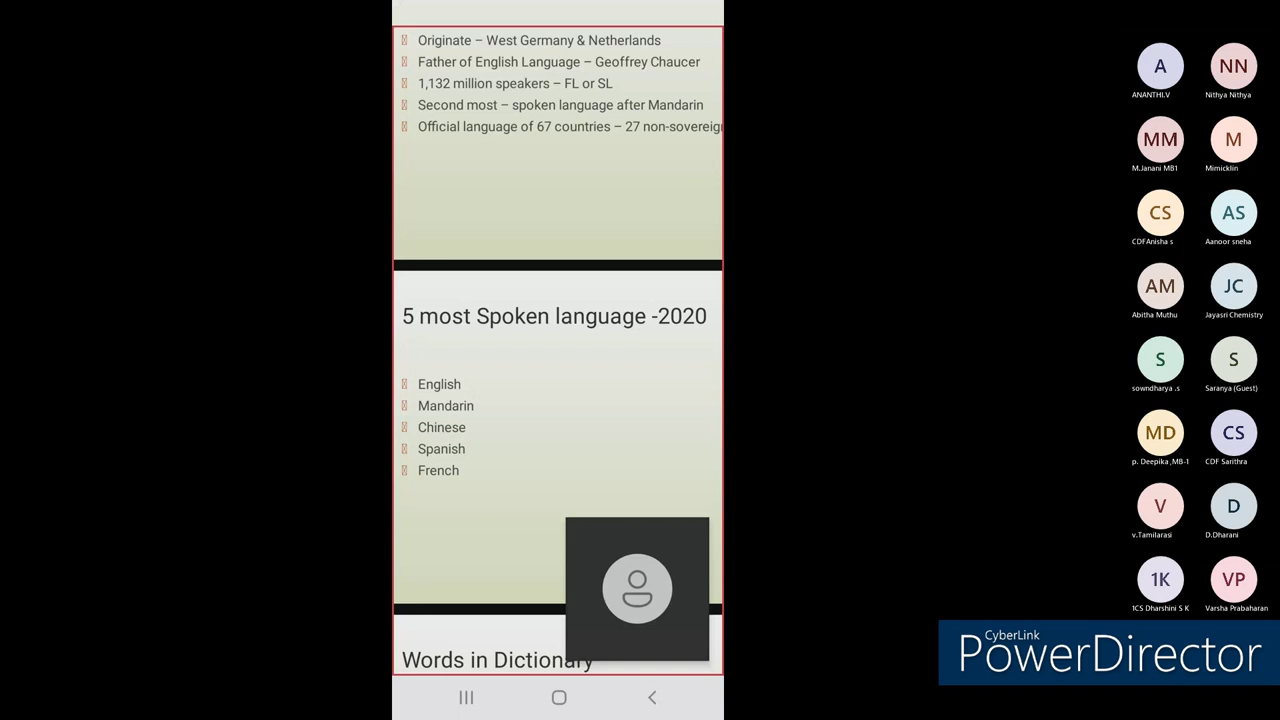 Originate – West Germany & Netherlands
Father of English Language – Geoffrey Chaucer
1,132 million speakers – FL or SL
Second most – spoken language after Mandarin
Official language of 67 countries – 27 non-sovereign
5 most Spoken language -2020
English
Mandarin
Chinese
Spanish
French
Words in Dictionary
A NN
ANANTHI.V Nithya Nithya
MM M
M.Janani MB1 Mimicklin
CS AS
CDFAnisha s Aanoor sneha
AM JC
Abitha Muthu Jayasri Chemistry
S S
sowndharya .s Saranya (Guest)
MD CS
p. Deepika ,MB-1 CDF Sarithra
V D
v.Tamilarasi D.Dharani
1K VP
1CS Dharshini S K Varsha Prabaharan
CyberLink
PowerDirector